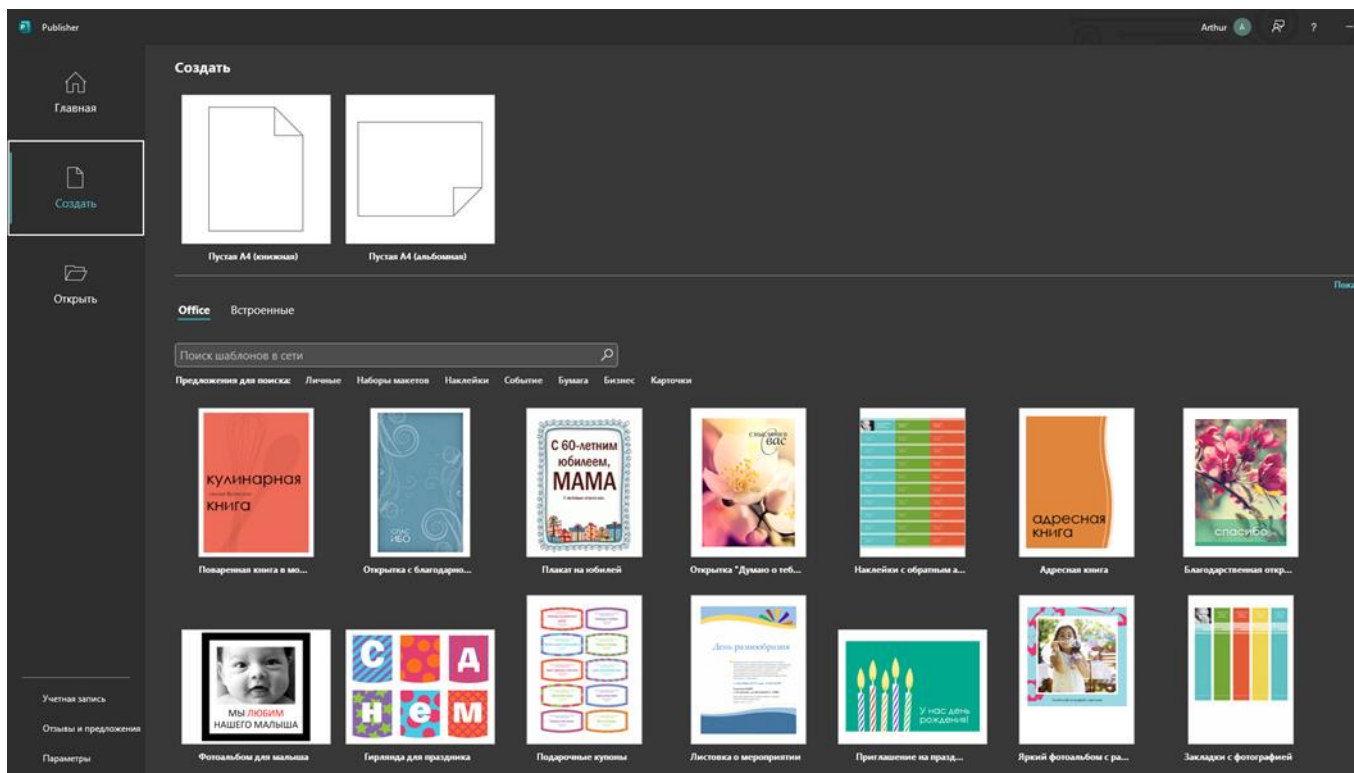 Publisher
Arthur
A
?
Главная
Создать
Открыть
Учетная запись
Отзывы и предложения
Параметры
Создать
Пустая A4 (книжная)
Пустая A4 (альбомная)
Office
Встроенные
Поиск шаблонов в сети
Предложения для поиска: Личные Наборы макетов Наклейки Событие Бумага Бизнес Карточки
кулинарная
книга
Поваренная книга в мо...
СПАС
ИБО
Открытка с благодарно...
С 60-летним
юбилеем,
МАМА
Плакат на юбилей
вас
Открытка "Думаю о теб...
Наклейки с обратным а...
адресная
книга
Адресная книга
спасибо
Благодарственная откр...
МЫ ЛЮБИМ
НАШЕГО МАЛЫША
Фотоальбом для малыша
С Д
Н е м
Гирлянда для праздника
Подарочные купоны
День разнообразия
Листовка о мероприятии
У нас день
рождения!
Приглашение на празд...
Яркий фотоальбом с ра...
Закладки с фотографией